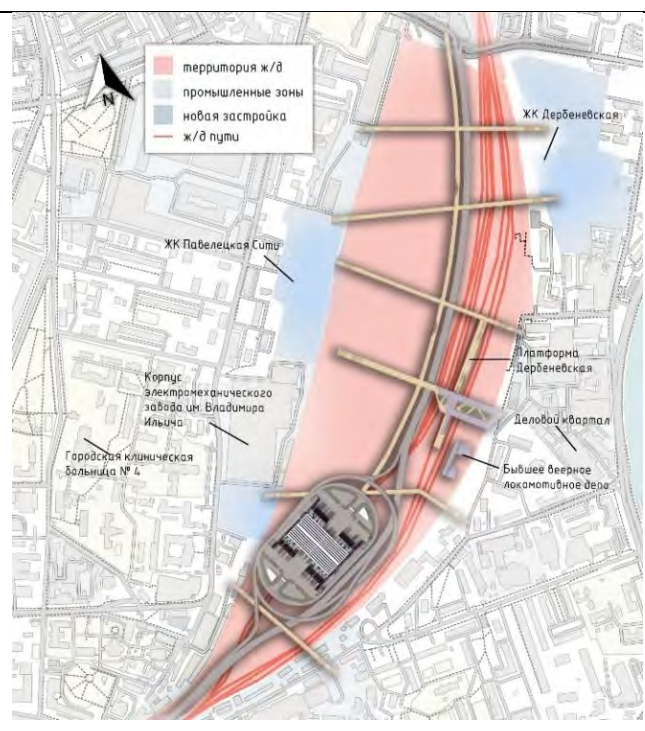 территория ж/д
промышленные зоны
новая застройка
ж/д пути
N
ЖК Дербеневская
ЖК Павелецкая Сити
Платформа
Дербеневская
Корпус
электромеханического
завода им. Владимира
Ильича
Деловой квартал
Городская клиническая
больница № 4
Бывшее веерное
локомотивное депо